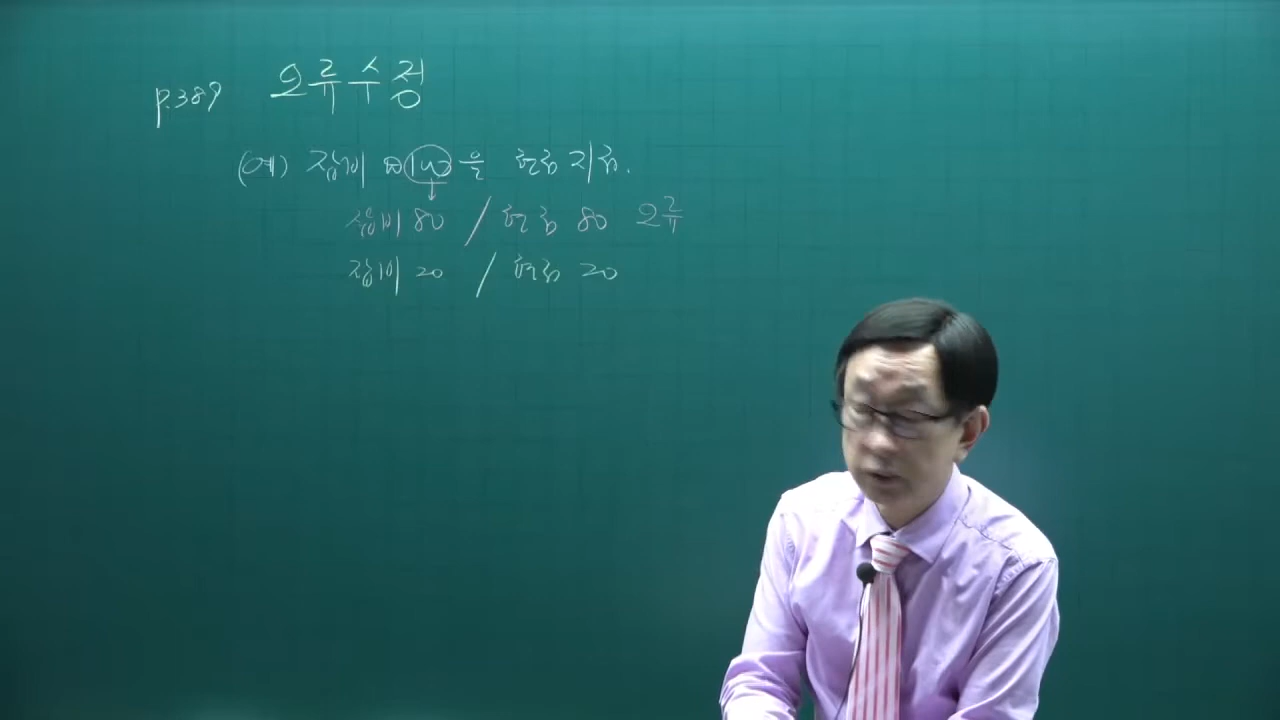 p.389 오류수정
(예) 잡비 ₩100을 현금 지급.
잡비 80 / 현금 80 오류
잡비 20 / 현금 20